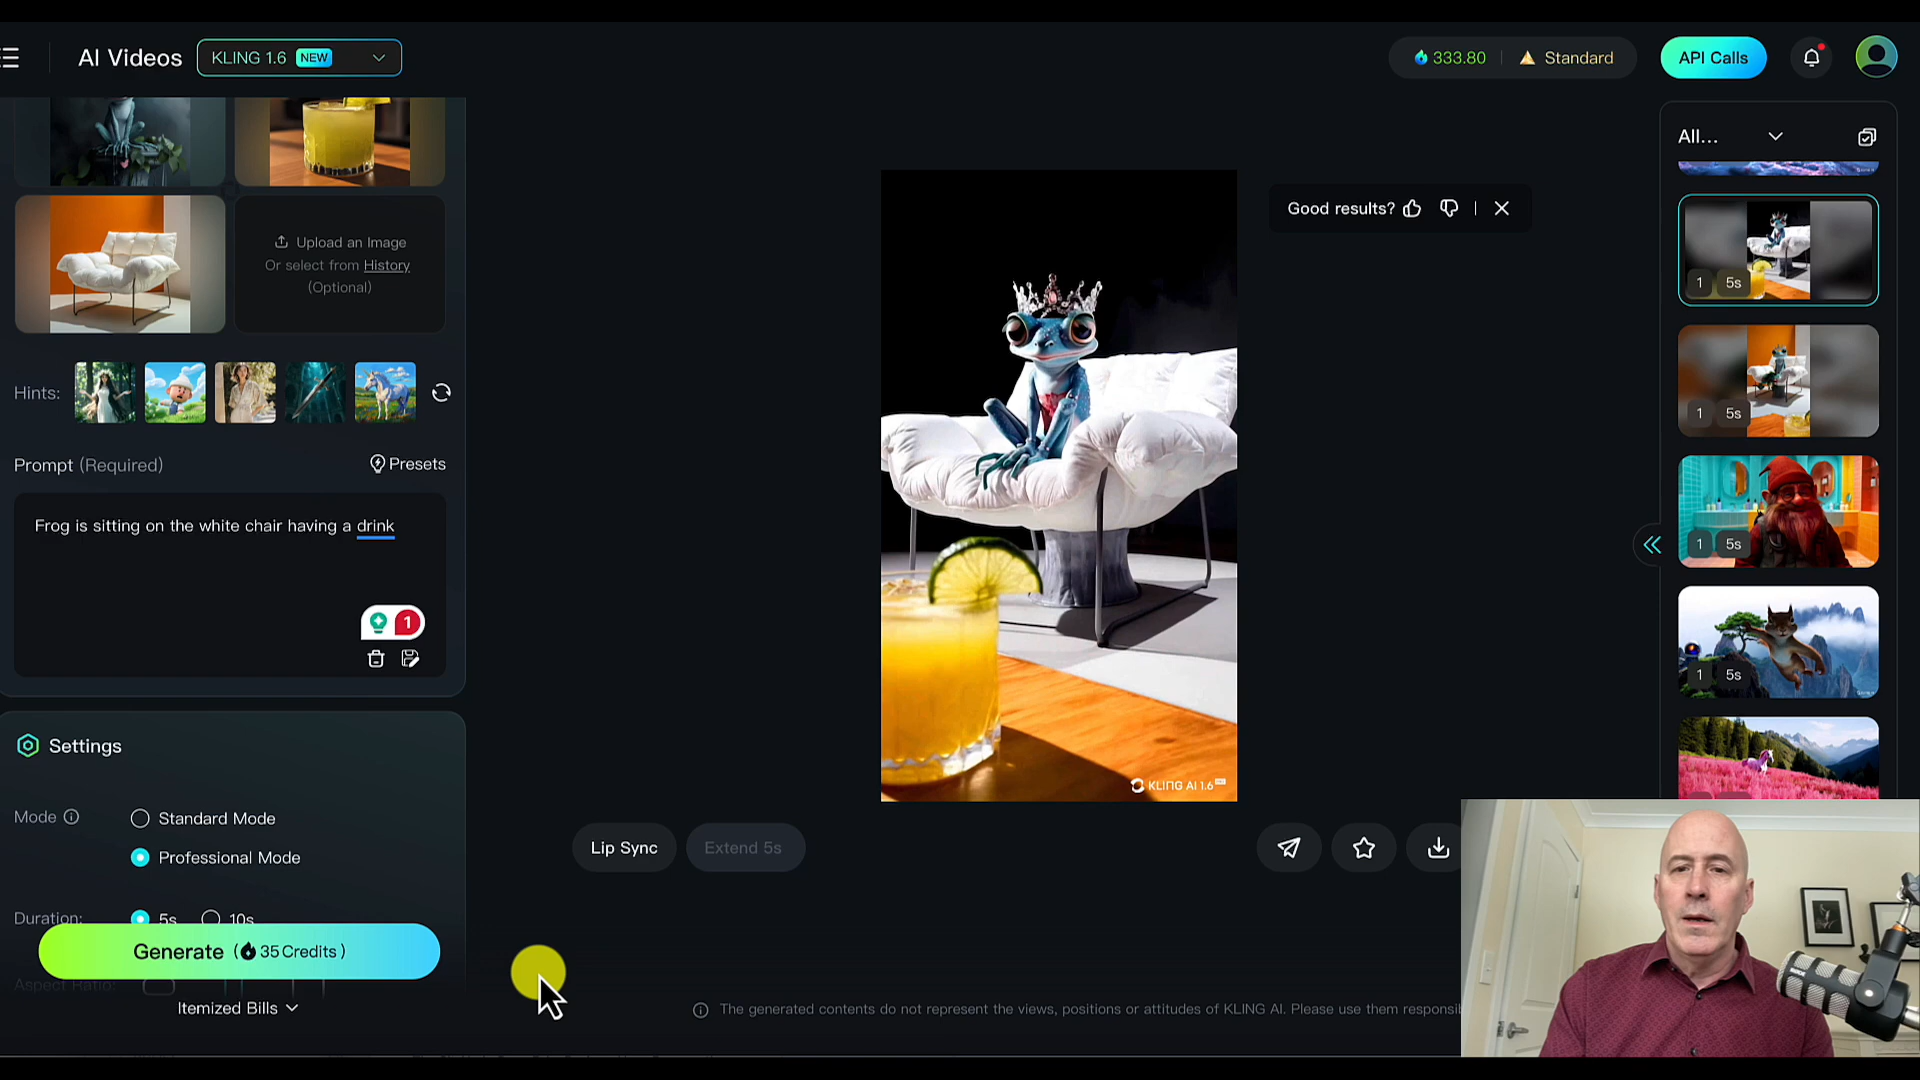 AI Videos
KLING 1.6 NEW
333.80
Standard
API Calls
All...
Upload an Image
Or select from History
(Optional)
Good results?
1 5s
1 5s
Hints:
Prompt (Required)
Presets
Frog is sitting on the white chair having a drink
1
1 5s
1 5s
Settings
Mode
Standard Mode
Professional Mode
KLING AI 1.6
Lip Sync
Extend 5s
Duration:
5s
10s
Generate (35 Credits)
Aspect Ratio:
Itemized Bills
The generated contents do not represent the views, positions or attitudes of KLING AI. Please use them responsi